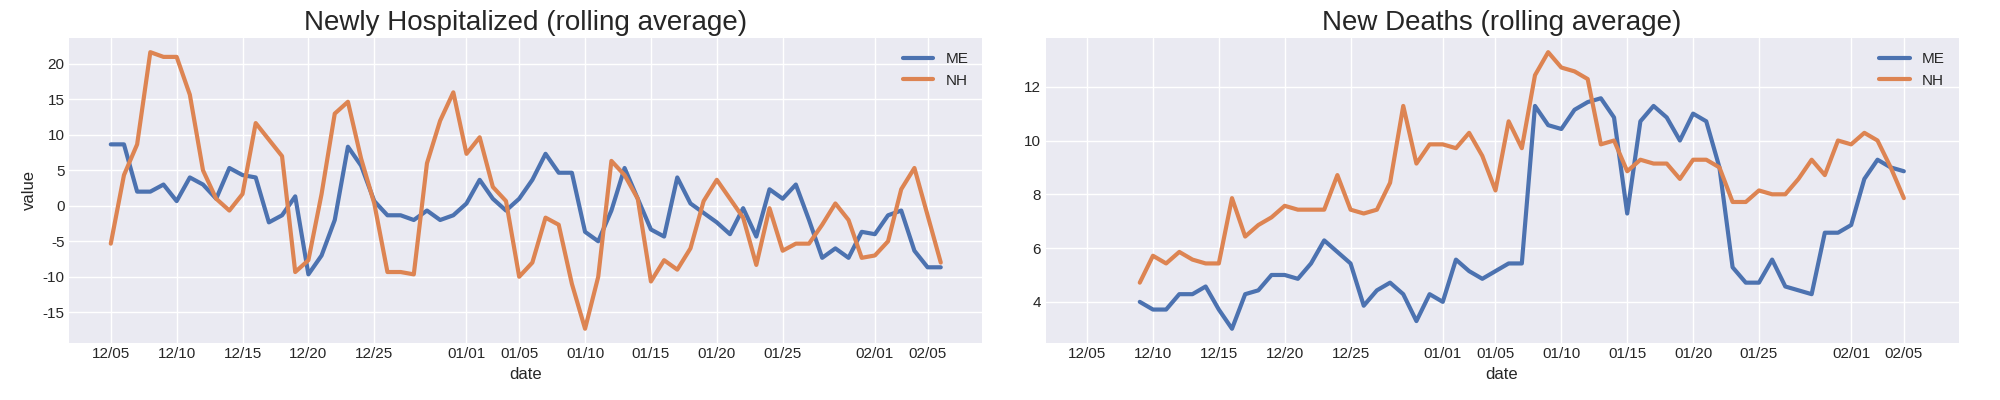 Newly Hospitalized (rolling average)
value
20
15
10
5
0
-5
-10
-15
ME
NH
12/05 12/10 12/15 12/20 12/25 01/01 01/05 01/10 01/15 01/20 01/25 02/01 02/05
date
New Deaths (rolling average)
12
10
8
6
4
ME
NH
12/05 12/10 12/15 12/20 12/25 01/01 01/05 01/10 01/15 01/20 01/25 02/01 02/05
date